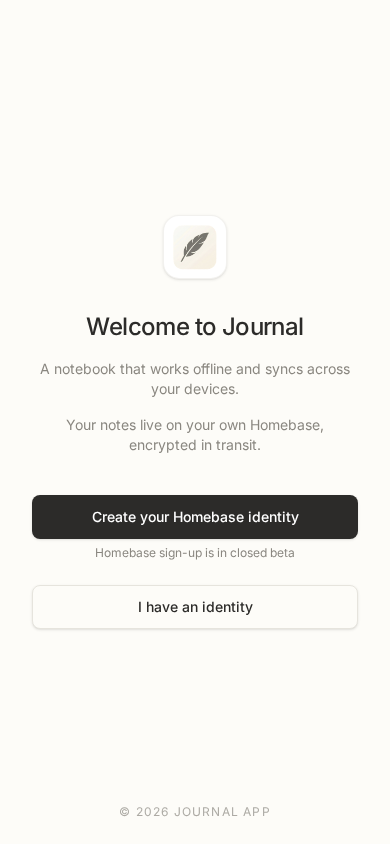 Welcome to Journal
A notebook that works offline and syncs across
your devices.
Your notes live on your own Homebase,
encrypted in transit.
Create your Homebase identity
Homebase sign-up is in closed beta
I have an identity
© 2026 JOURNAL APP